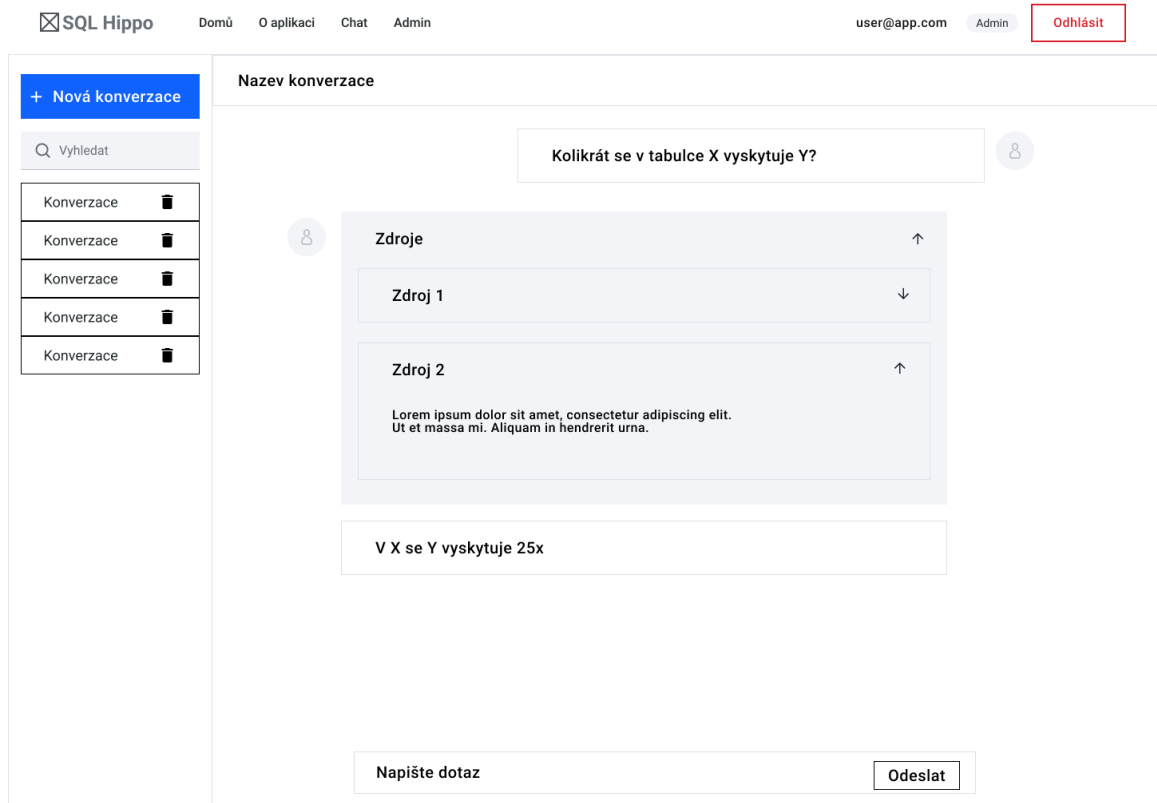 SQL Hippo
Domů
O aplikaci
Chat
Admin
user@app.com
Admin
Odhlásit
+ Nová konverzace
Vyhledat
Konverzace
Konverzace
Konverzace
Konverzace
Konverzace
Nazev konverzace
Kolikrát se v tabulce X vyskytuje Y?
Zdroje
Zdroj 1
Zdroj 2
Lorem ipsum dolor sit amet, consectetur adipiscing elit.
Ut et massa mi. Aliquam in hendrerit urna.
V X se Y vyskytuje 25x
Napište dotaz
Odeslat